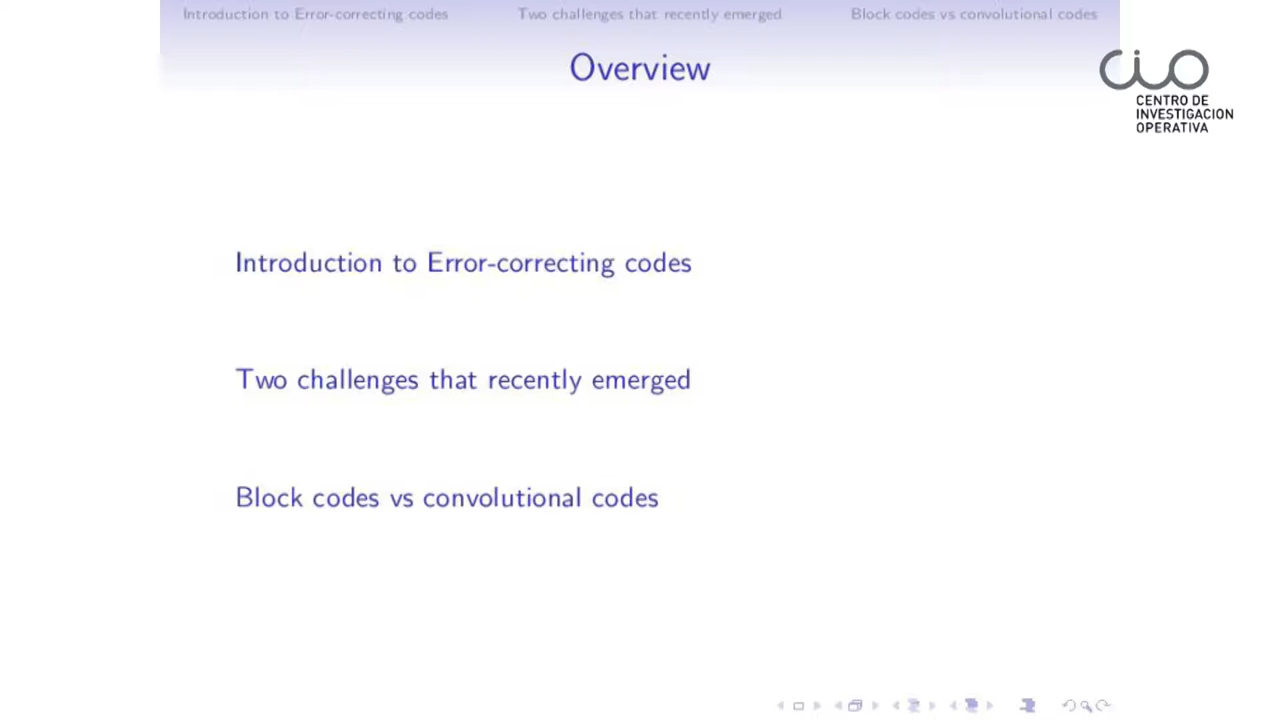 Introduction to Error-correcting codes Two challenges that recently emerged Block codes vs convolutional codes
Overview
CIO
CENTRO DE
INVESTIGACION
OPERATIVA
Introduction to Error-correcting codes
Two challenges that recently emerged
Block codes vs convolutional codes